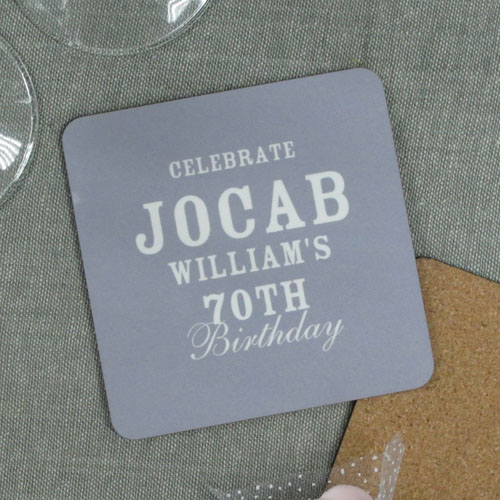 CELEBRATE
JOCAB
WILLIAM'S
70TH
Birthday